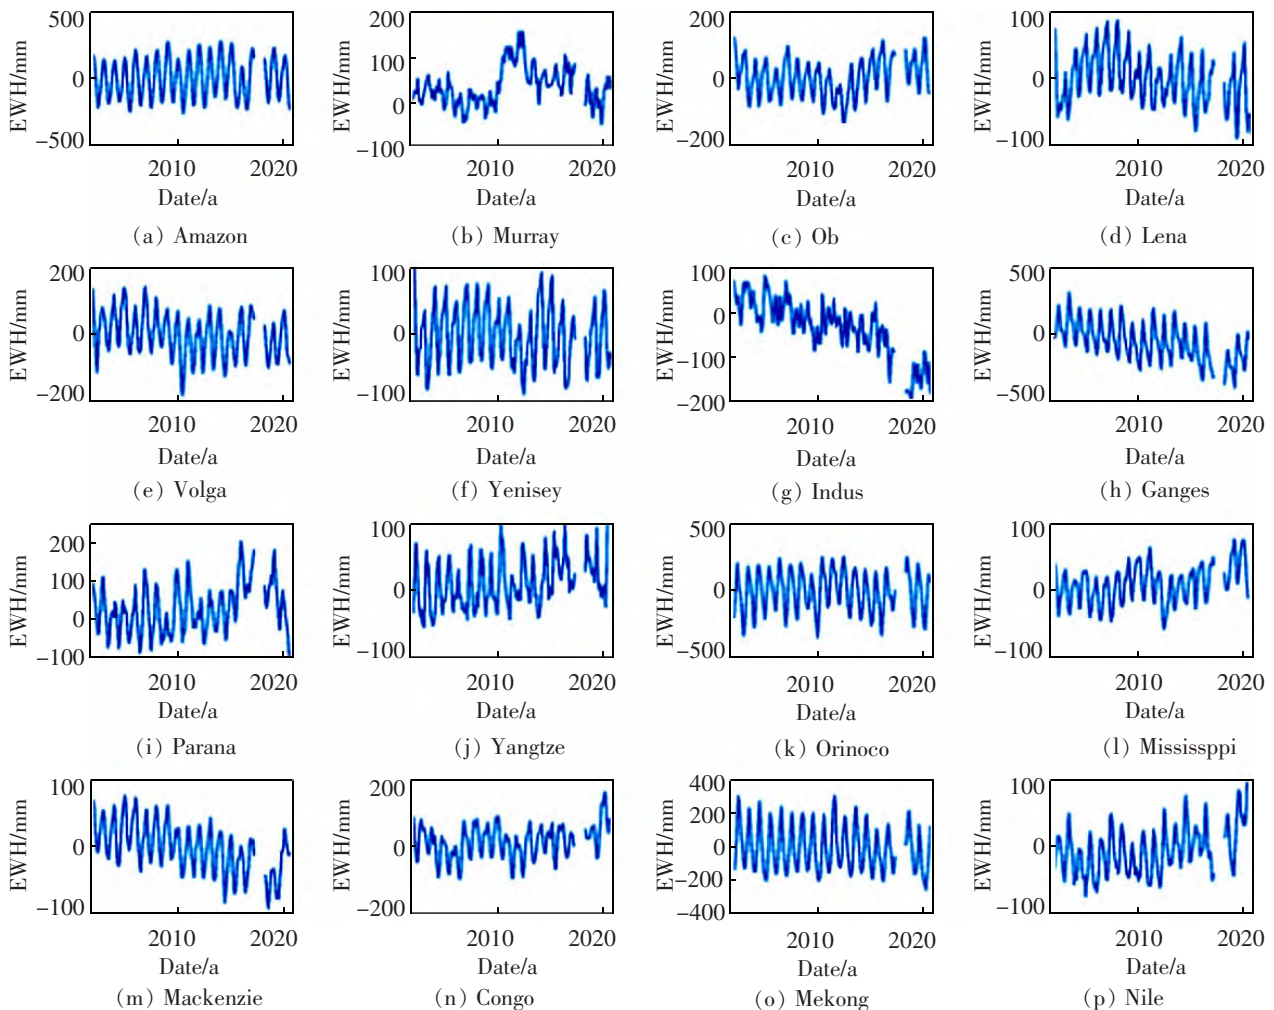 500 200 200 100
EWH/mm EWH/mm EWH/mm EWH/mm
0 100 0 0
−500 0 −200 −100
−100
2010 2020 2010 2020 2010 2020 2010 2020
Date/a Date/a Date/a Date/a
(a) Amazon (b) Murray (c) Ob (d) Lena
200 100 100 500
EWH/mm EWH/mm EWH/mm EWH/mm
0 0 0 0
−200 −100 −100 −500
−200
2010 2020 2010 2020 2010 2020 2010 2020
Date/a Date/a Date/a Date/a
(e) Volga (f) Yenisey (g) Indus (h) Ganges
200 100 500 100
EWH/mm EWH/mm EWH/mm EWH/mm
100 0 0 0
0
−100 −100 −500 −100
2010 2020 2010 2020 2010 2020 2010 2020
Date/a Date/a Date/a Date/a
(i) Parana (j) Yangtze (k) Orinoco (l) Mississppi
100 200 400 100
EWH/mm EWH/mm EWH/mm EWH/mm
200
0 0 0 0
−200
−100 −200 −400 −100
2010 2020 2010 2020 2010 2020 2010 2020
Date/a Date/a Date/a Date/a
(m) Mackenzie (n) Congo (o) Mekong (p) Nile